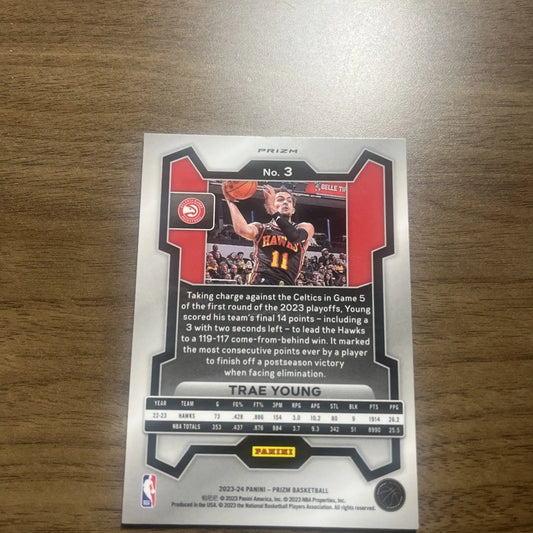 PRIZM
No. 3
BELLE TI
HAWKS
11
Taking charge against the Celtics in Game 5
of the first round of the 2023 playoffs, Young
scored his team's final 14 points – including a
3 with two seconds left – to lead the Hawks
to a 119-117 come-from-behind win. It marked
the most consecutive points ever by a player
to finish off a postseason victory
when facing elimination.
TRAE YOUNG
YEAR TEAM G FG% FT% 3PM RPG APG STL BLK PTS PPG
22-23 HAWKS 73 .429 .886 154 3.0 10.2 80 9 1914 26.2
NBA TOTALS 353 .437 .876 884 3.7 9.3 342 51 8990 25.5
PANINI
2023-24 PANINI – PRIZM BASKETBALL
© 2023 Panini America, Inc. © 2023 NBA Properties, Inc.
Produced in the USA. © 2023 the National Basketball Players Association. All rights reserved.
NBA